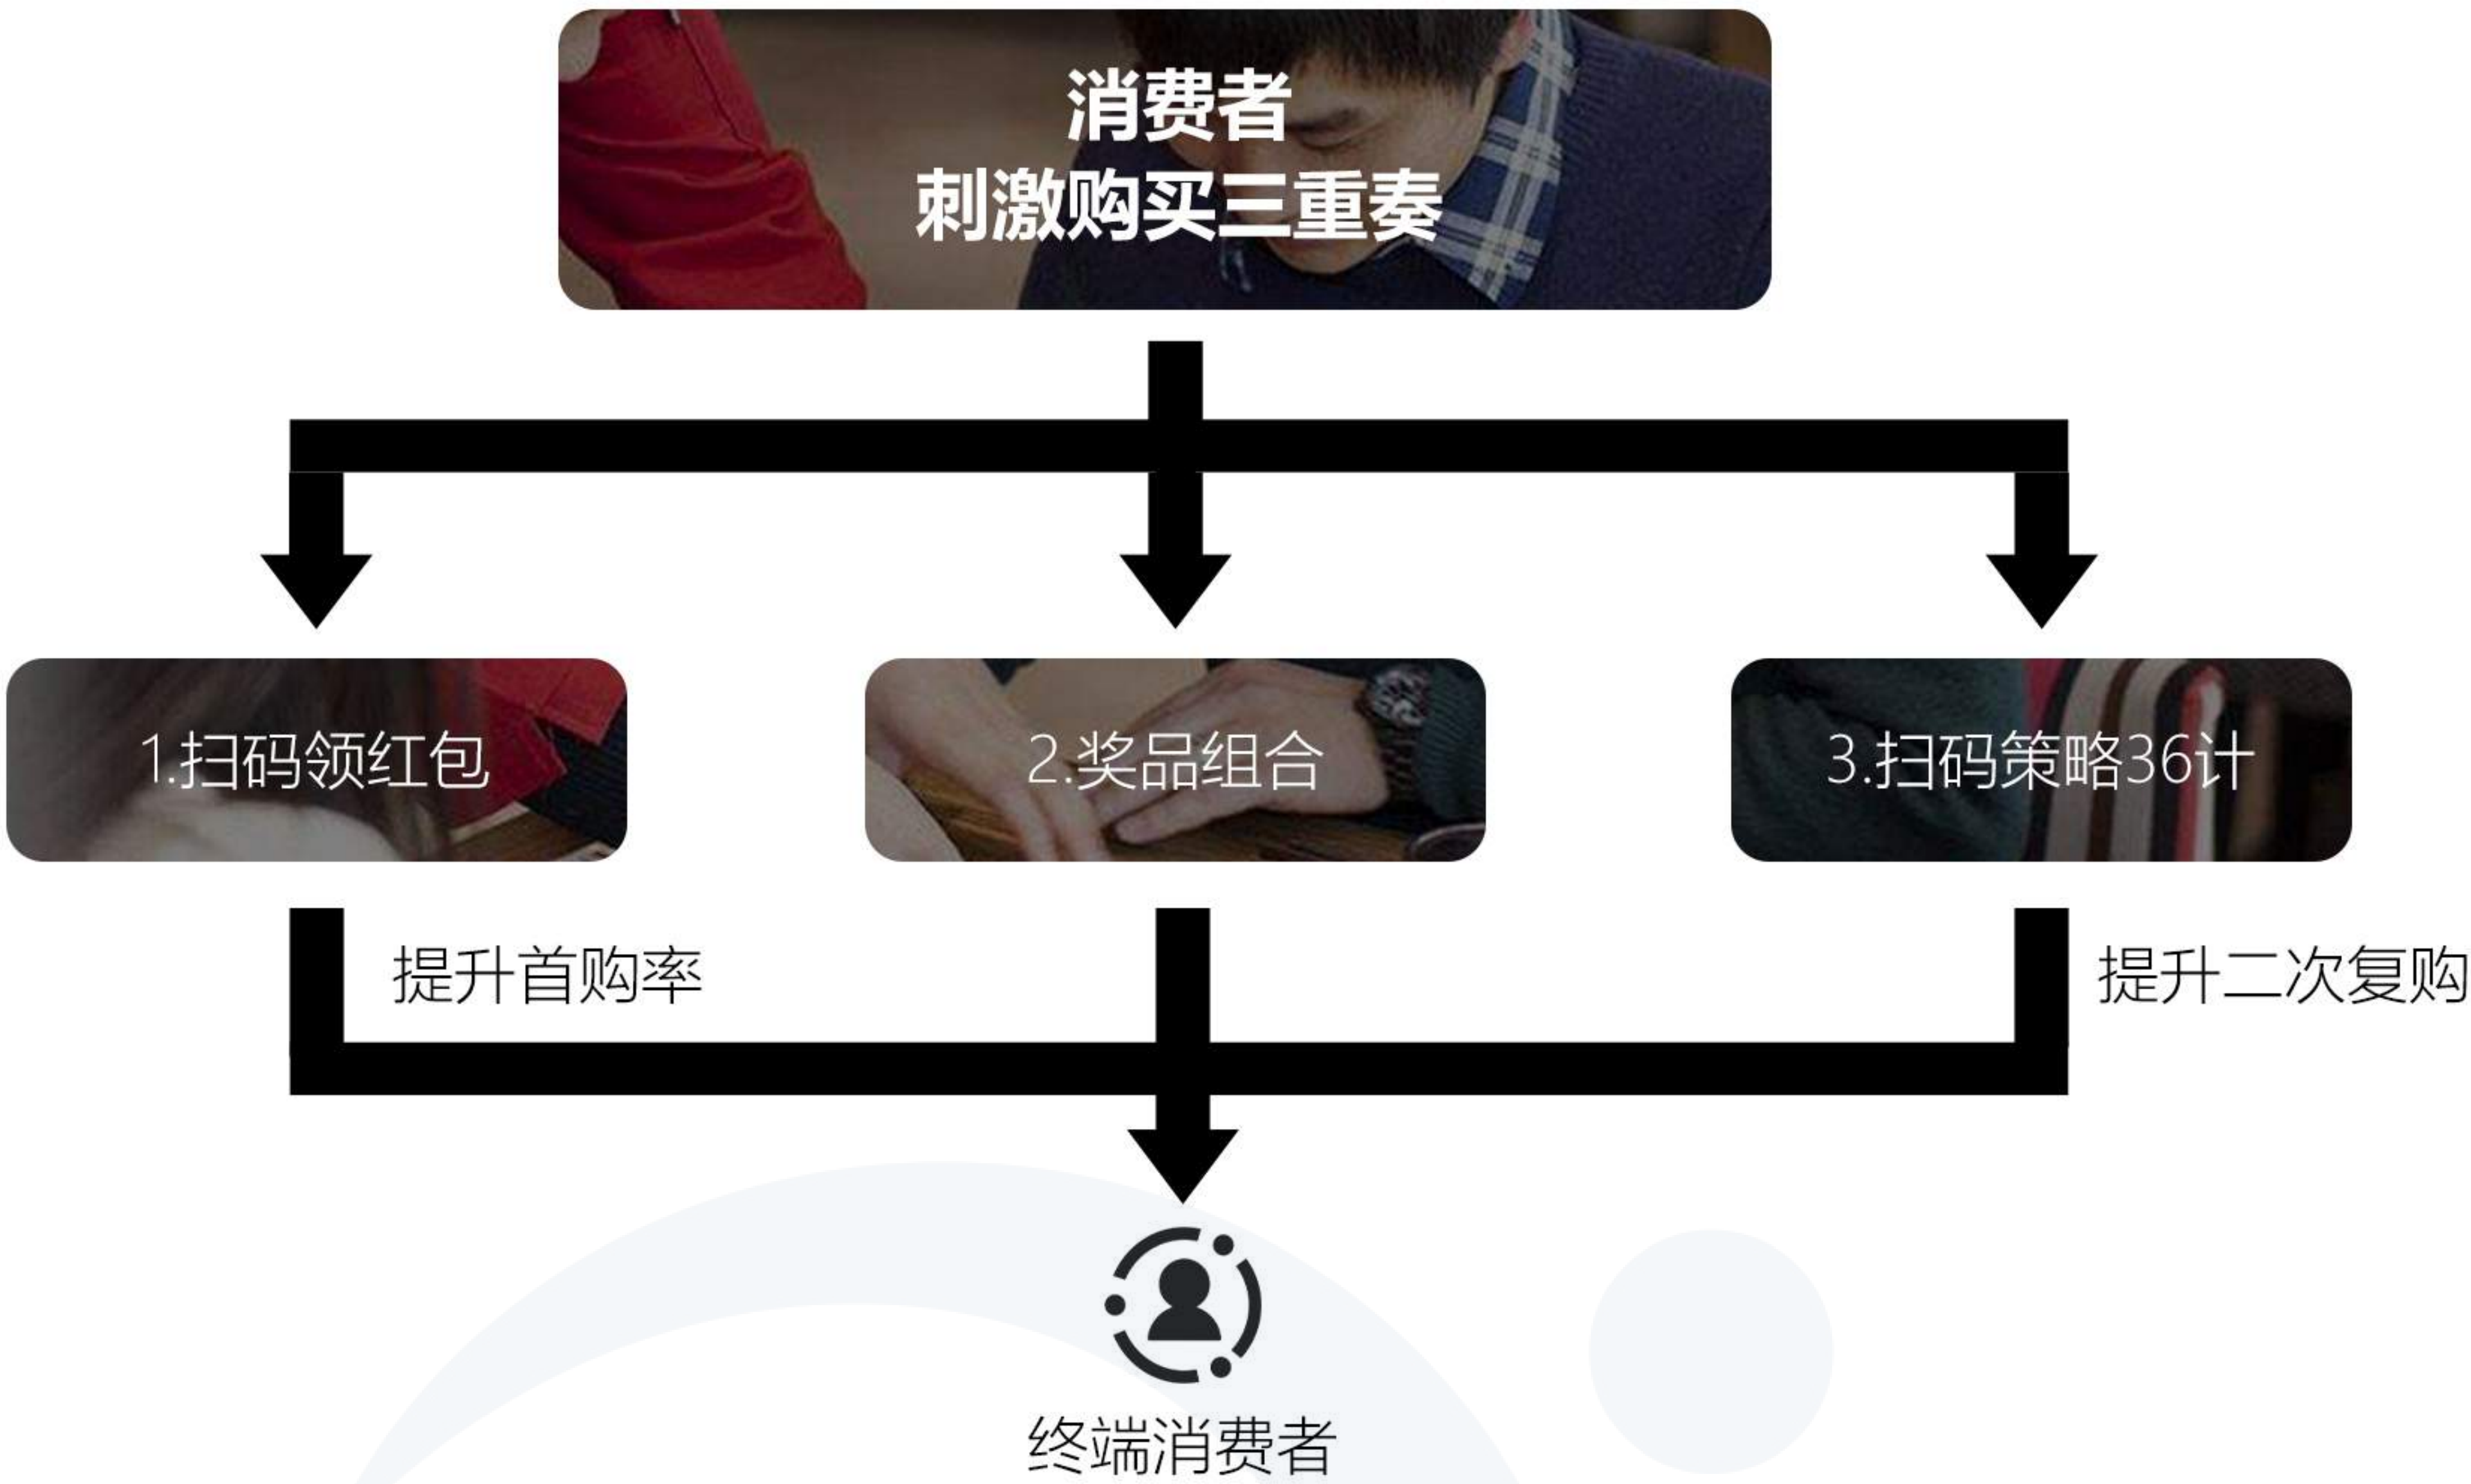 消费者
刺激购买三重奏
1.扫码领红包
2.奖品组合
3.扫码策略36计
提升首购率
提升二次复购
终端消费者